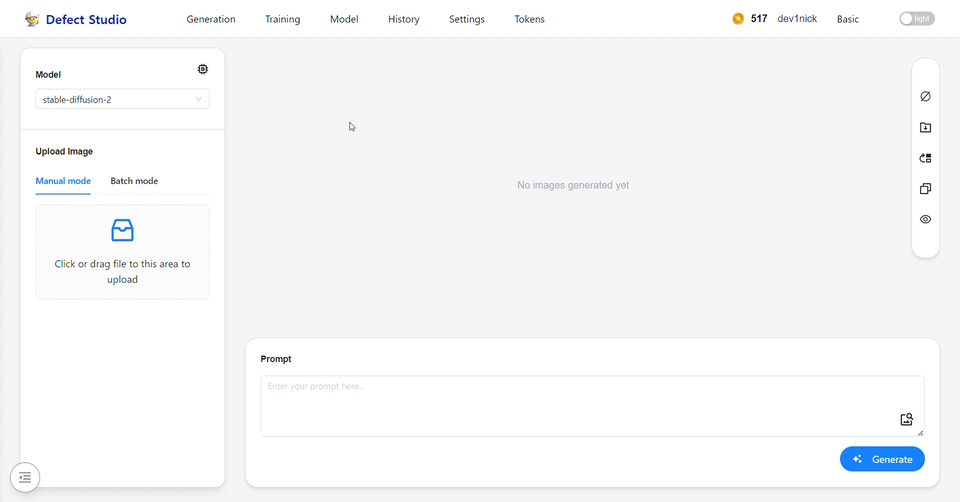 Defect Studio
Generation Training Model History Settings Tokens
517 dev1nick Basic light
Model
stable-diffusion-2
Upload Image
Manual mode Batch mode
Click or drag file to this area to
upload
No images generated yet
Prompt
Enter your prompt here...
Generate